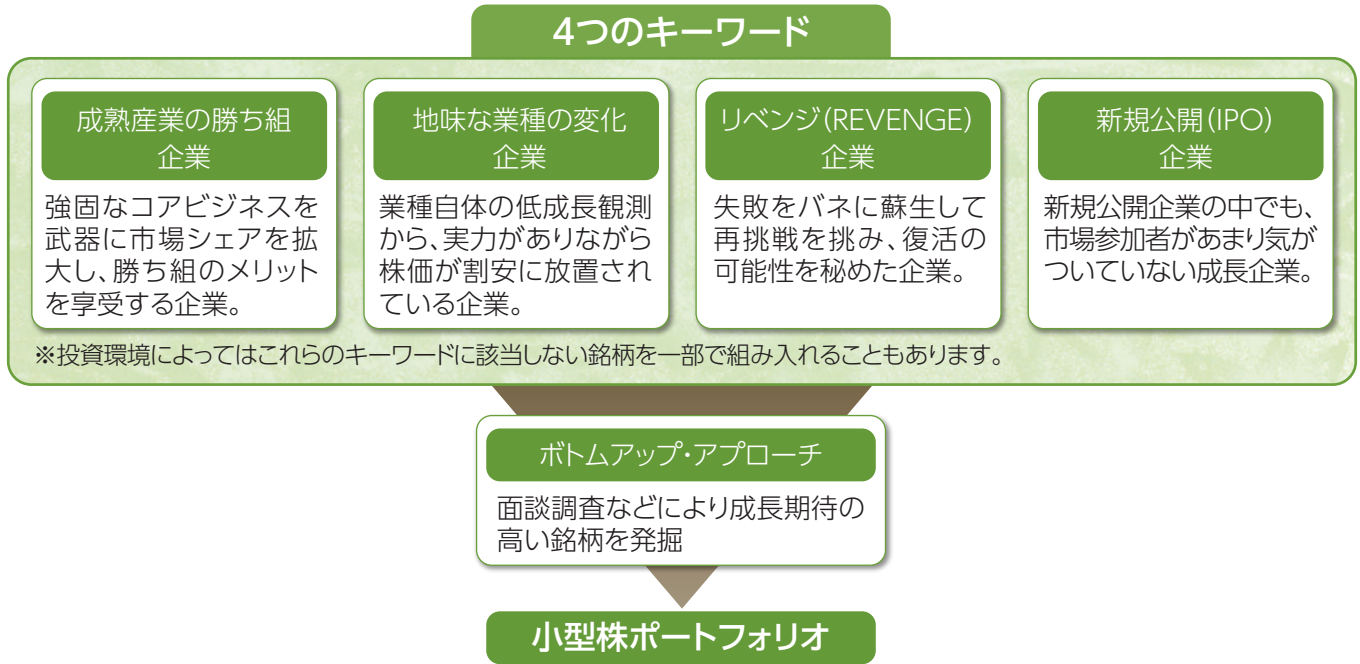 4つのキーワード
成熟産業の勝ち組
企業
強固なコアビジネスを
武器に市場シェアを拡
大し、勝ち組のメリット
を享受する企業。
地味な業種の変化
企業
業種自体の低成長観測
から、実力がありながら
株価が割安に放置され
ている企業。
リベンジ(REVENGE)
企業
失敗をバネに蘇生して
再挑戦を挑み、復活の
可能性を秘めた企業。
新規公開(IPO)
企業
新規公開企業の中でも、
市場参加者があまり気が
ついていない成長企業。
※投資環境によってはこれらのキーワードに該当しない銘柄を一部で組み入れることもあります。
ボトムアップ・アプローチ
面談調査などにより成長期待の
高い銘柄を発掘
小型株ポートフォリオ